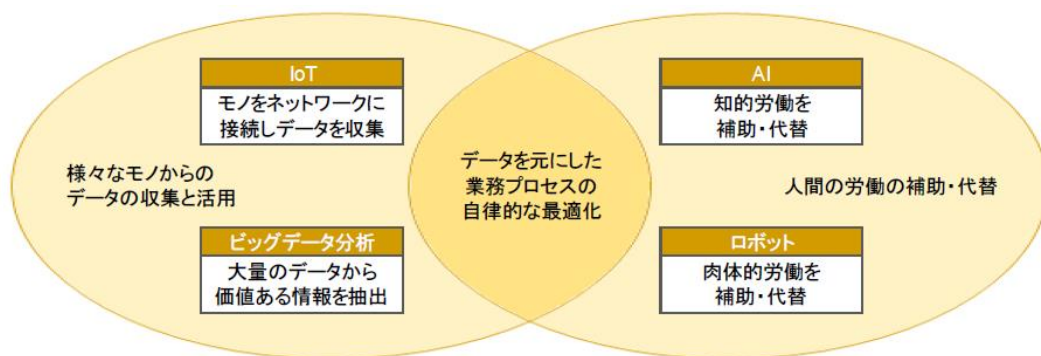 IoT
モノをネットワークに
接続しデータを収集
様々なモノからの
データの収集と活用
ビッグデータ分析
大量のデータから
価値ある情報を抽出
データを元にした
業務プロセスの
自律的な最適化
AI
知的労働を
補助・代替
人間の労働の補助・代替
ロボット
肉体的労働を
補助・代替